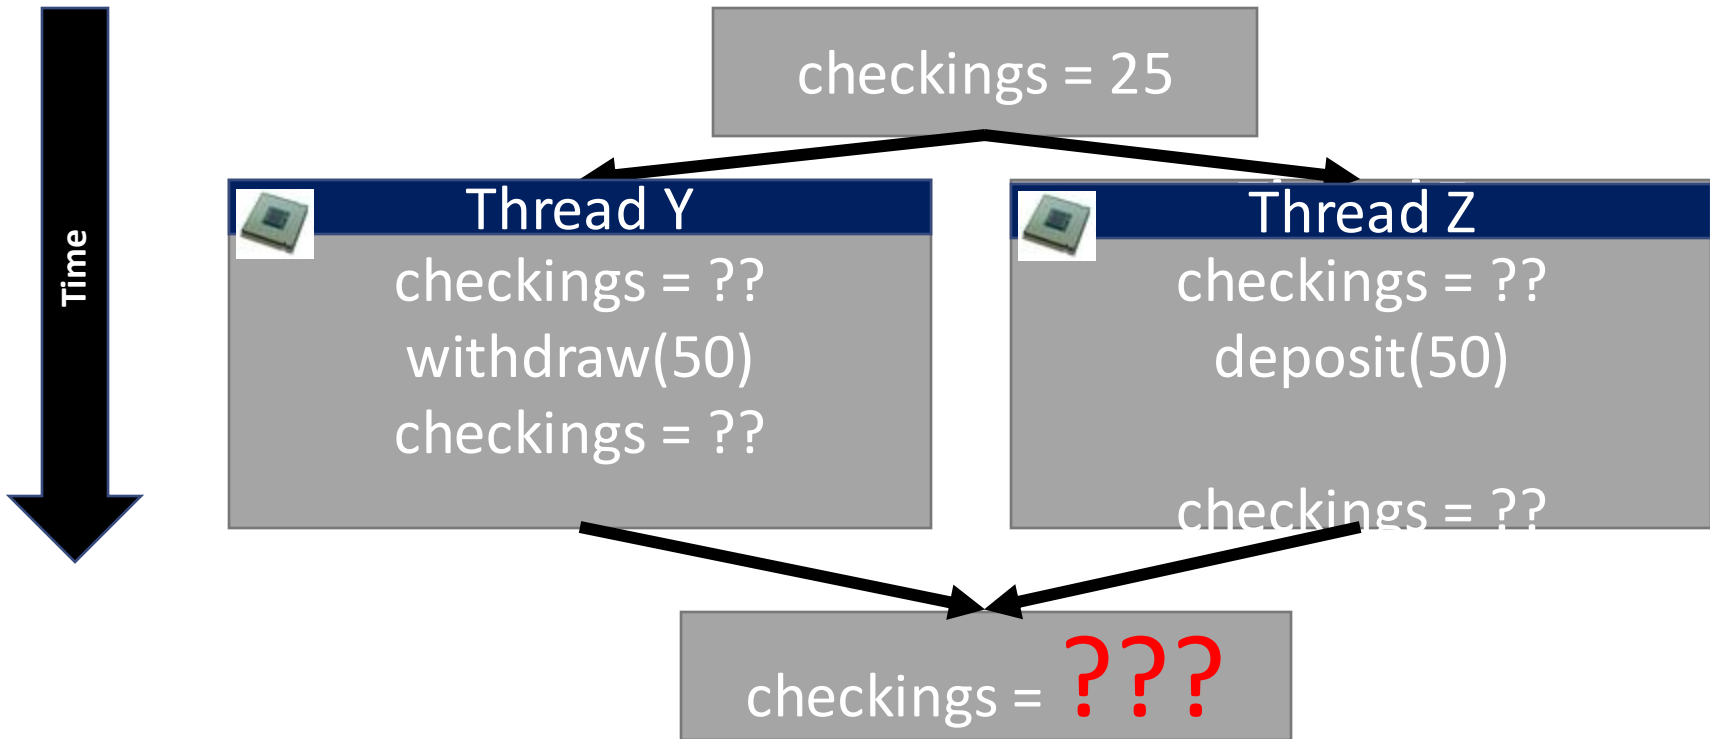 checkings = 25
Time
Thread Y
checkings = ??
withdraw(50)
checkings = ??
Thread Z
checkings = ??
deposit(50)
checkings = ??
checkings = ???